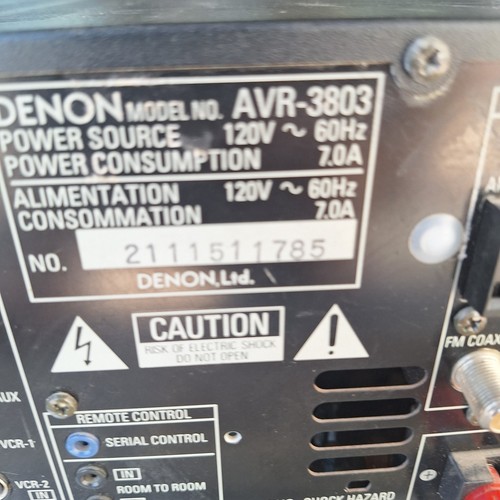 DENON MODEL NO. AVR-3803
POWER SOURCE 120V ~ 60Hz
POWER CONSUMPTION 7.0A
ALIMENTATION 120V ~ 60Hz
CONSOMMATION 7.0A
NO. 2111511785
DENON, Ltd.
CAUTION
RISK OF ELECTRIC SHOCK
DO NOT OPEN
FM COAX
AUX
REMOTE CONTROL
VCR-1
SERIAL CONTROL
IN
VCR-2
ROOM TO ROOM
IN
SHOCK HAZARD